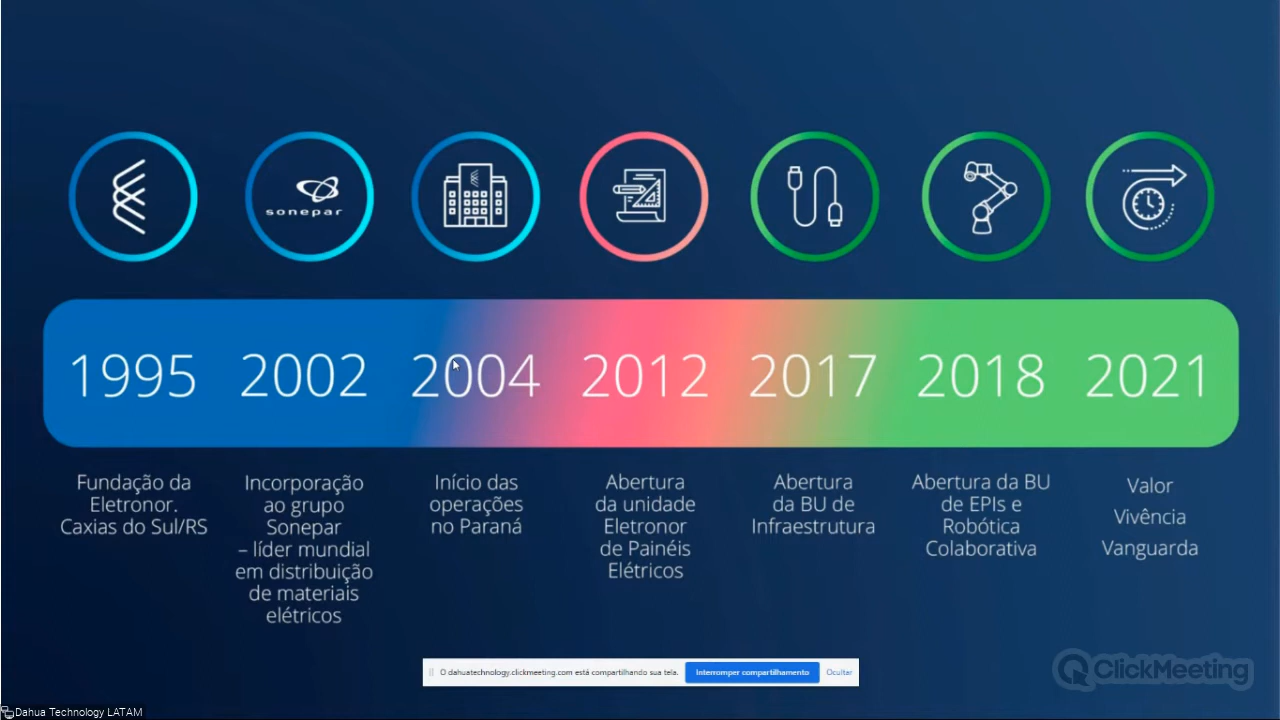 sonepar
1995 2002 2004 2012 2017 2018 2021
Fundação da
Eletronor.
Caxias do Sul/RS
Incorporação
ao grupo
Sonepar
– líder mundial
em distribuição
de materiais
elétricos
Início das
operações
no Paraná
Abertura
da unidade
Eletronor
de Painéis
Elétricos
Abertura
da BU de
Infraestrutura
Abertura da BU
de EPIs e
Robótica
Colaborativa
Valor
Vivência
Vanguarda
O dahuatechnology.clickmeeting.com está compartilhando sua tela. Interromper compartilhamento Ocultar
ClickMeeting
Dahua Technology LATAM